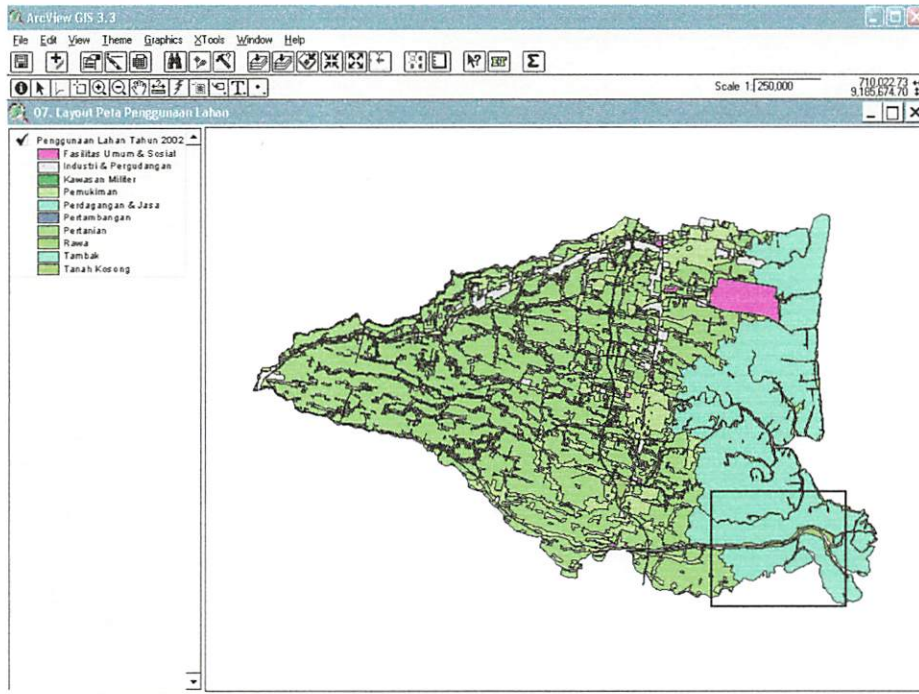 ArcView GIS 3.3
File Edit View Theme Graphics XTools Window Help
Scale 1: 250,000
710,022.73
9,185,674.70
07. Layout Peta Penggunaan Lahan
Penggunaan Lahan Tahun 2002
Fasilitas Umum & Sosial
Industri & Pergudangan
Kawasan Militer
Pemukiman
Perdagangan & Jasa
Pertambangan
Pertanian
Rawa
Tambak
Tanah Kosong